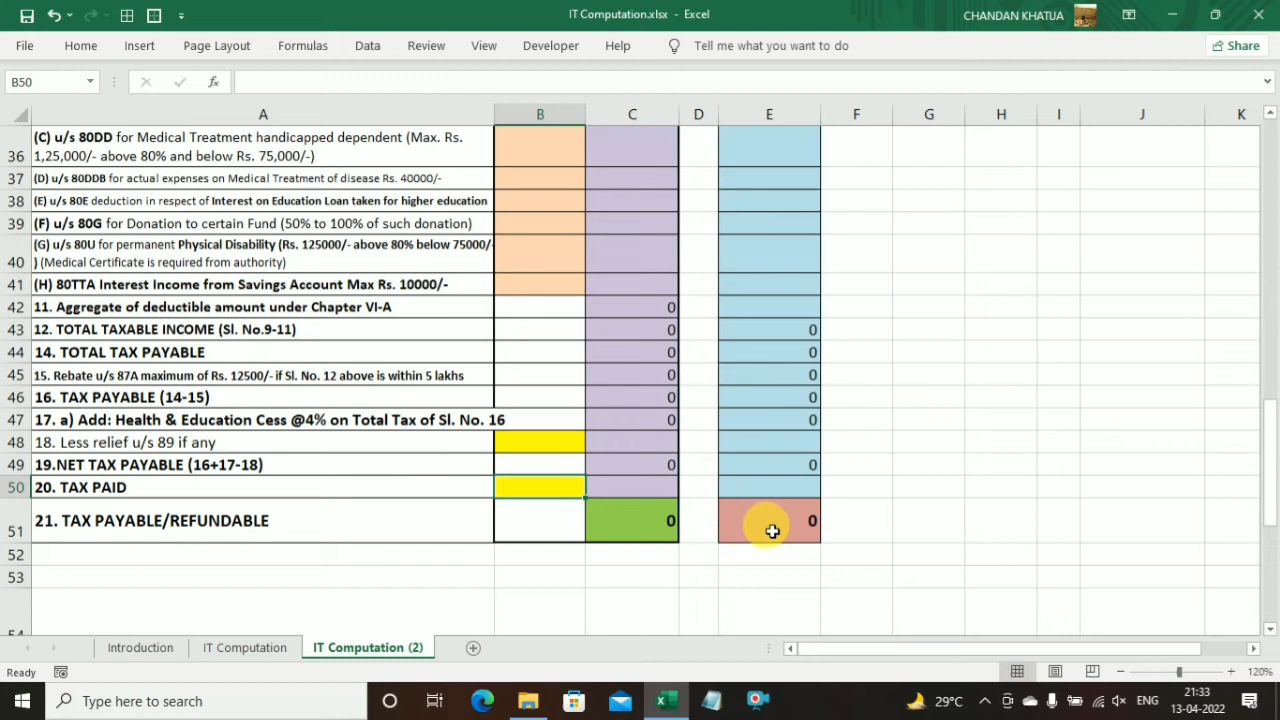 IT Computation.xlsx - Excel
CHANDAN KHATUA
File Home Insert Page Layout Formulas Data Review View Developer Help Tell me what you want to do Share
B50 fx
A B C D E F G H I J K
36 (C) u/s 80DD for Medical Treatment handicapped dependent (Max. Rs.
1,25,000/- above 80% and below Rs. 75,000/-)
37 (D) u/s 80DDB for actual expenses on Medical Treatment of disease Rs. 40000/-
38 (E) u/s 80E deduction in respect of Interest on Education Loan taken for higher education
39 (F) u/s 80G for Donation to certain Fund (50% to 100% of such donation)
40 (G) u/s 80U for permanent Physical Disability (Rs. 125000/- above 80% below 75000/-
) (Medical Certificate is required from authority)
41 (H) 80TTA Interest Income from Savings Account Max Rs. 10000/-
42 11. Aggregate of deductible amount under Chapter VI-A 0
43 12. TOTAL TAXABLE INCOME (Sl. No.9-11) 0 0
44 14. TOTAL TAX PAYABLE 0 0
45 15. Rebate u/s 87A maximum of Rs. 12500/- if Sl. No. 12 above is within 5 lakhs 0 0
46 16. TAX PAYABLE (14-15) 0 0
47 17. a) Add: Health & Education Cess @4% on Total Tax of Sl. No. 16 0 0
48 18. Less relief u/s 89 if any
49 19.NET TAX PAYABLE (16+17-18) 0 0
50 20. TAX PAID
51 21. TAX PAYABLE/REFUNDABLE 0 0
52
53
Introduction IT Computation IT Computation (2)
Ready 120%
Type here to search 29°C ENG 21:33
13-04-2022